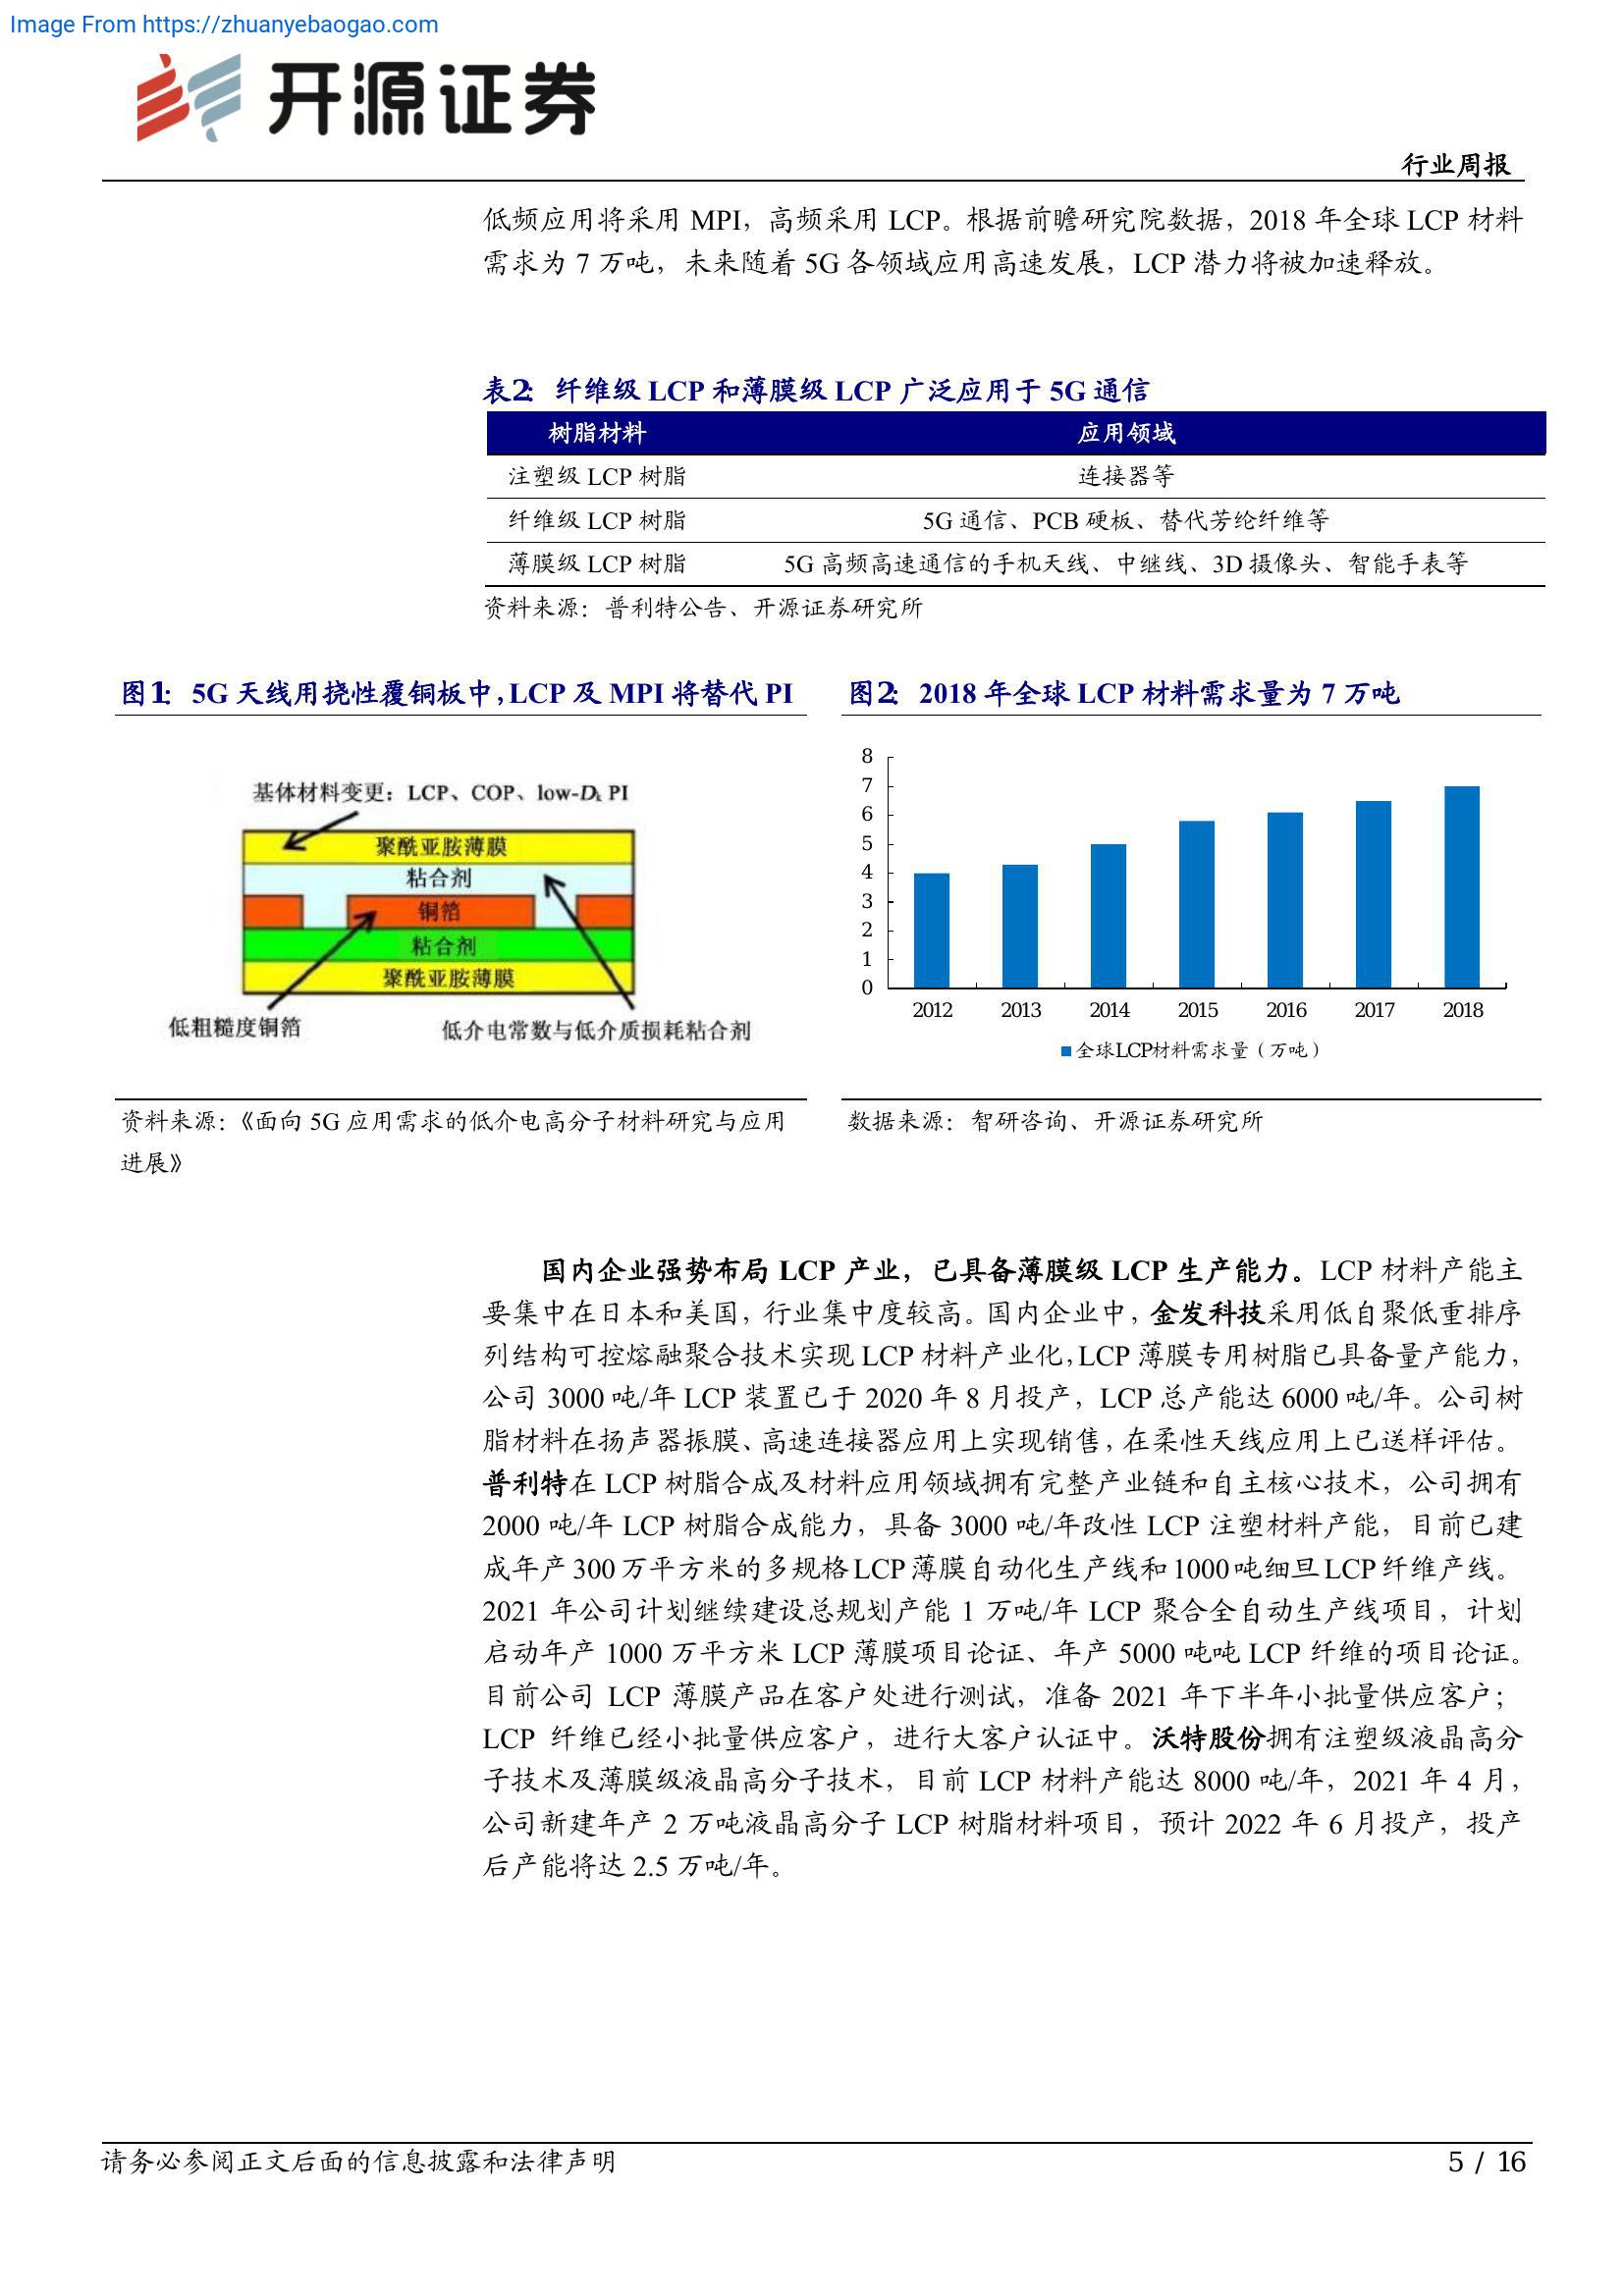 Image From https://zhuanyebaogao.com
开源证券
行业周报
低频应用将采用 MPI，高频采用 LCP。根据前瞻研究院数据，2018 年全球 LCP 材料
需求为 7 万吨，未来随着 5G 各领域应用高速发展，LCP 潜力将被加速释放。
表2： 纤维级 LCP 和薄膜级 LCP 广泛应用于 5G 通信
树脂材料 应用领域
注塑级 LCP 树脂 连接器等
纤维级 LCP 树脂 5G 通信、PCB 硬板、替代芳纶纤维等
薄膜级 LCP 树脂 5G 高频高速通信的手机天线、中继线、3D 摄像头、智能手表等
资料来源：普利特公告、开源证券研究所
图1： 5G 天线用挠性覆铜板中，LCP 及 MPI 将替代 PI
基体材料变更：LCP、COP、low-Dk PI
聚酰亚胺薄膜
粘合剂
铜箔
粘合剂
聚酰亚胺薄膜
低粗糙度铜箔
低介电常数与低介质损耗粘合剂
资料来源：《面向 5G 应用需求的低介电高分子材料研究与应用
进展》
图2： 2018 年全球 LCP 材料需求量为 7 万吨
8
7
6
5
4
3
2
1
0
2012 2013 2014 2015 2016 2017 2018
全球LCP材料需求量（万吨）
数据来源：智研咨询、开源证券研究所
国内企业强势布局 LCP 产业，已具备薄膜级 LCP 生产能力。LCP 材料产能主
要集中在日本和美国，行业集中度较高。国内企业中，金发科技采用低自聚低重排序
列结构可控熔融聚合技术实现 LCP 材料产业化，LCP 薄膜专用树脂已具备量产能力，
公司 3000 吨/年 LCP 装置已于 2020 年 8 月投产，LCP 总产能达 6000 吨/年。公司树
脂材料在扬声器振膜、高速连接器应用上实现销售，在柔性天线应用上已送样评估。
普利特在 LCP 树脂合成及材料应用领域拥有完整产业链和自主核心技术，公司拥有
2000 吨/年 LCP 树脂合成能力，具备 3000 吨/年改性 LCP 注塑材料产能，目前已建
成年产 300 万平方米的多规格 LCP 薄膜自动化生产线和 1000 吨细旦 LCP 纤维产线。
2021 年公司计划继续建设总规划产能 1 万吨/年 LCP 聚合全自动生产线项目，计划
启动年产 1000 万平方米 LCP 薄膜项目论证、年产 5000 吨吨 LCP 纤维的项目论证。
目前公司 LCP 薄膜产品在客户处进行测试，准备 2021 年下半年小批量供应客户；
LCP 纤维已经小批量供应客户，进行大客户认证中。沃特股份拥有注塑级液晶高分
子技术及薄膜级液晶高分子技术，目前 LCP 材料产能达 8000 吨/年，2021 年 4 月，
公司新建年产 2 万吨液晶高分子 LCP 树脂材料项目，预计 2022 年 6 月投产，投产
后产能将达 2.5 万吨/年。
请务必参阅正文后面的信息披露和法律声明
5 / 16